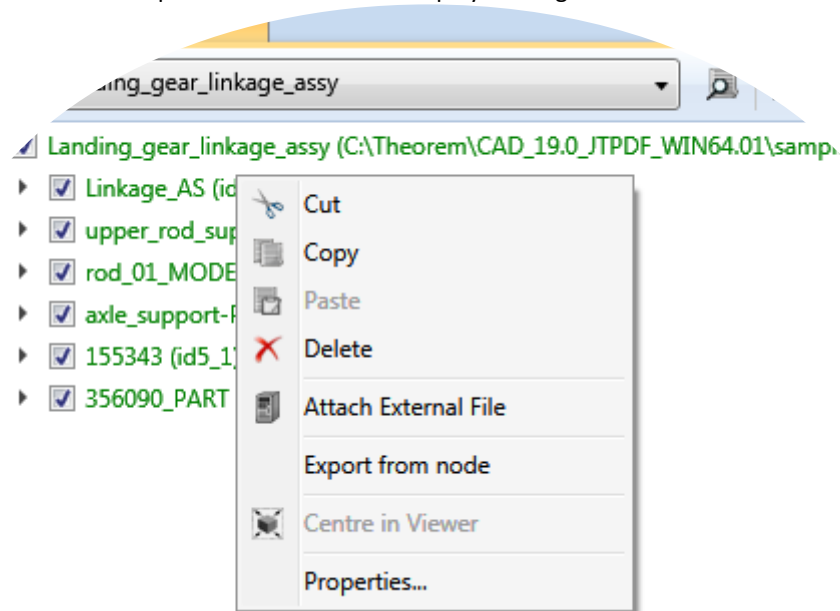 gear_linkage_assy
Landing_gear_linkage_assy (C:\Theorem\CAD_19.0_JTPDF_WIN64.01\samp
Linkage_AS (id
upper_rod_sup
rod_01_MODE
axle_support-
155343 (id5_1)
356090_PART
Cut
Copy
Paste
Delete
Attach External File
Export from node
Centre in Viewer
Properties...